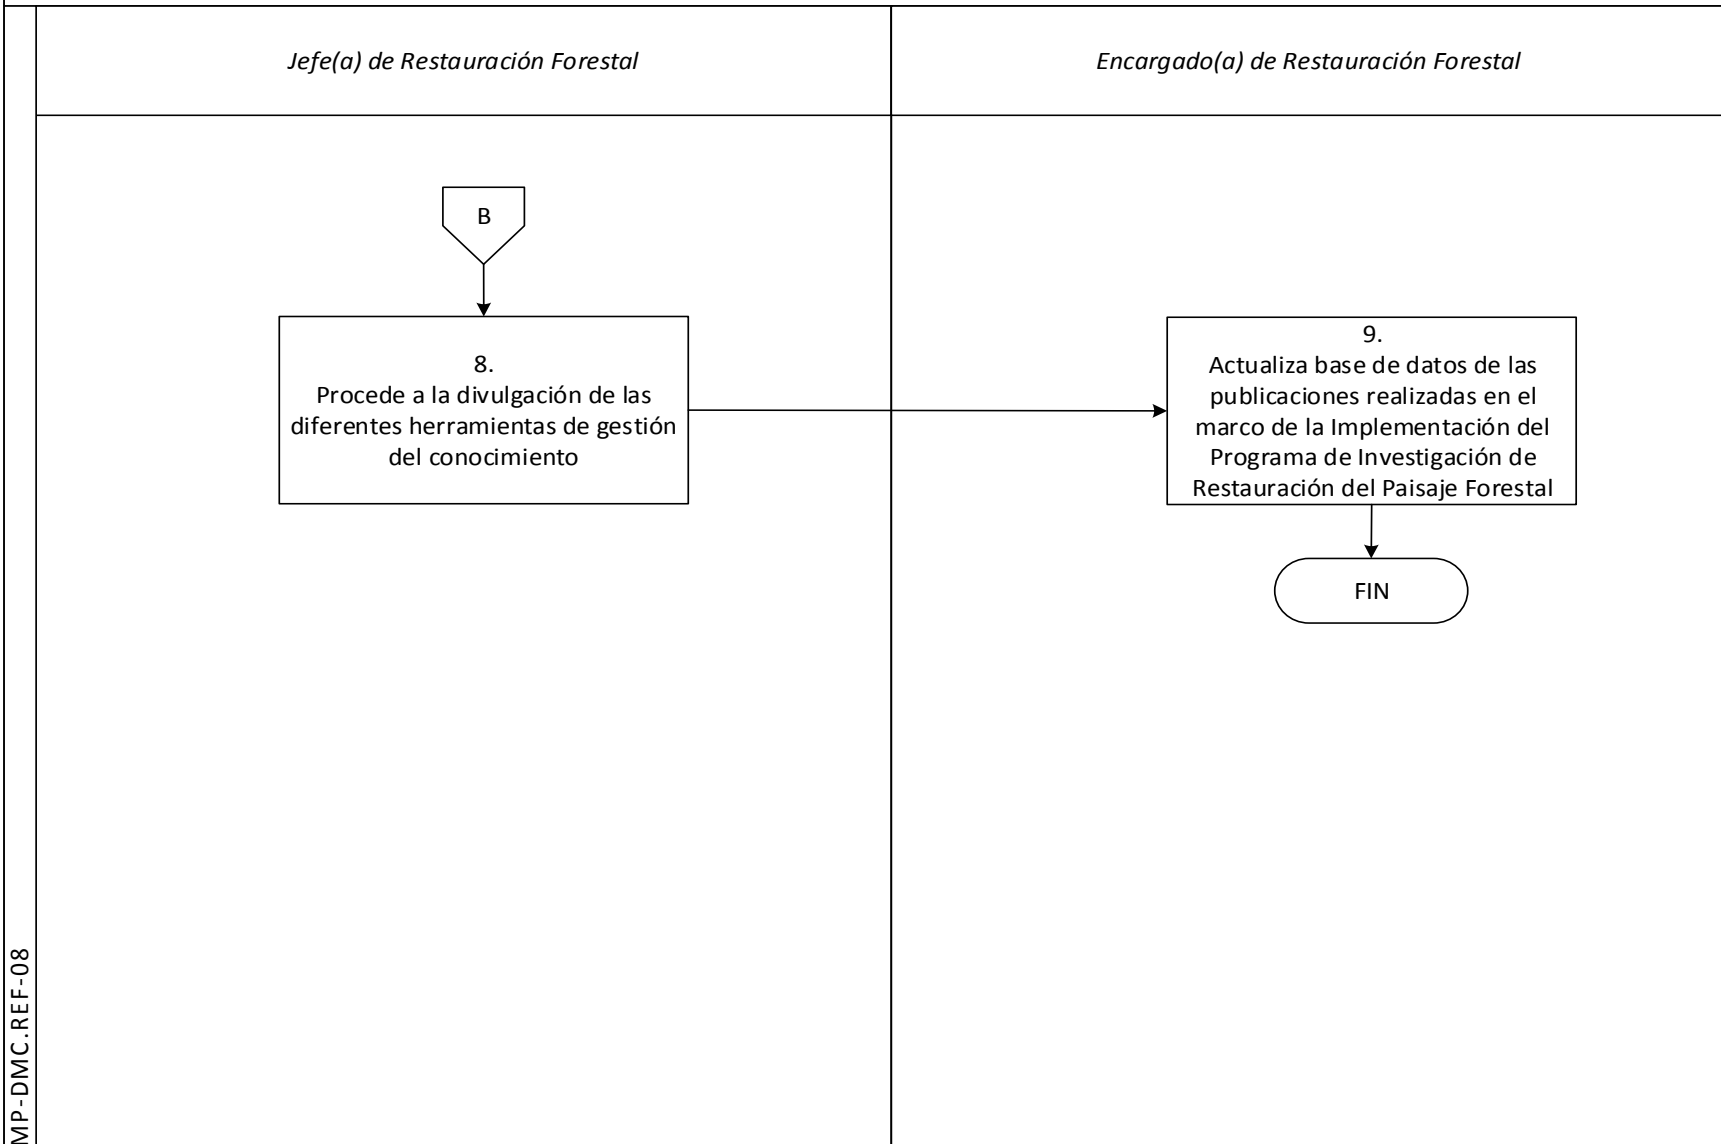 Jefe(a) de Restauración Forestal
Encargado(a) de Restauración Forestal
B
8.
Procede a la divulgación de las
diferentes herramientas de gestión
del conocimiento
9.
Actualiza base de datos de las
publicaciones realizadas en el
marco de la Implementación del
Programa de Investigación de
Restauración del Paisaje Forestal
FIN
MP-DMC.REF-08